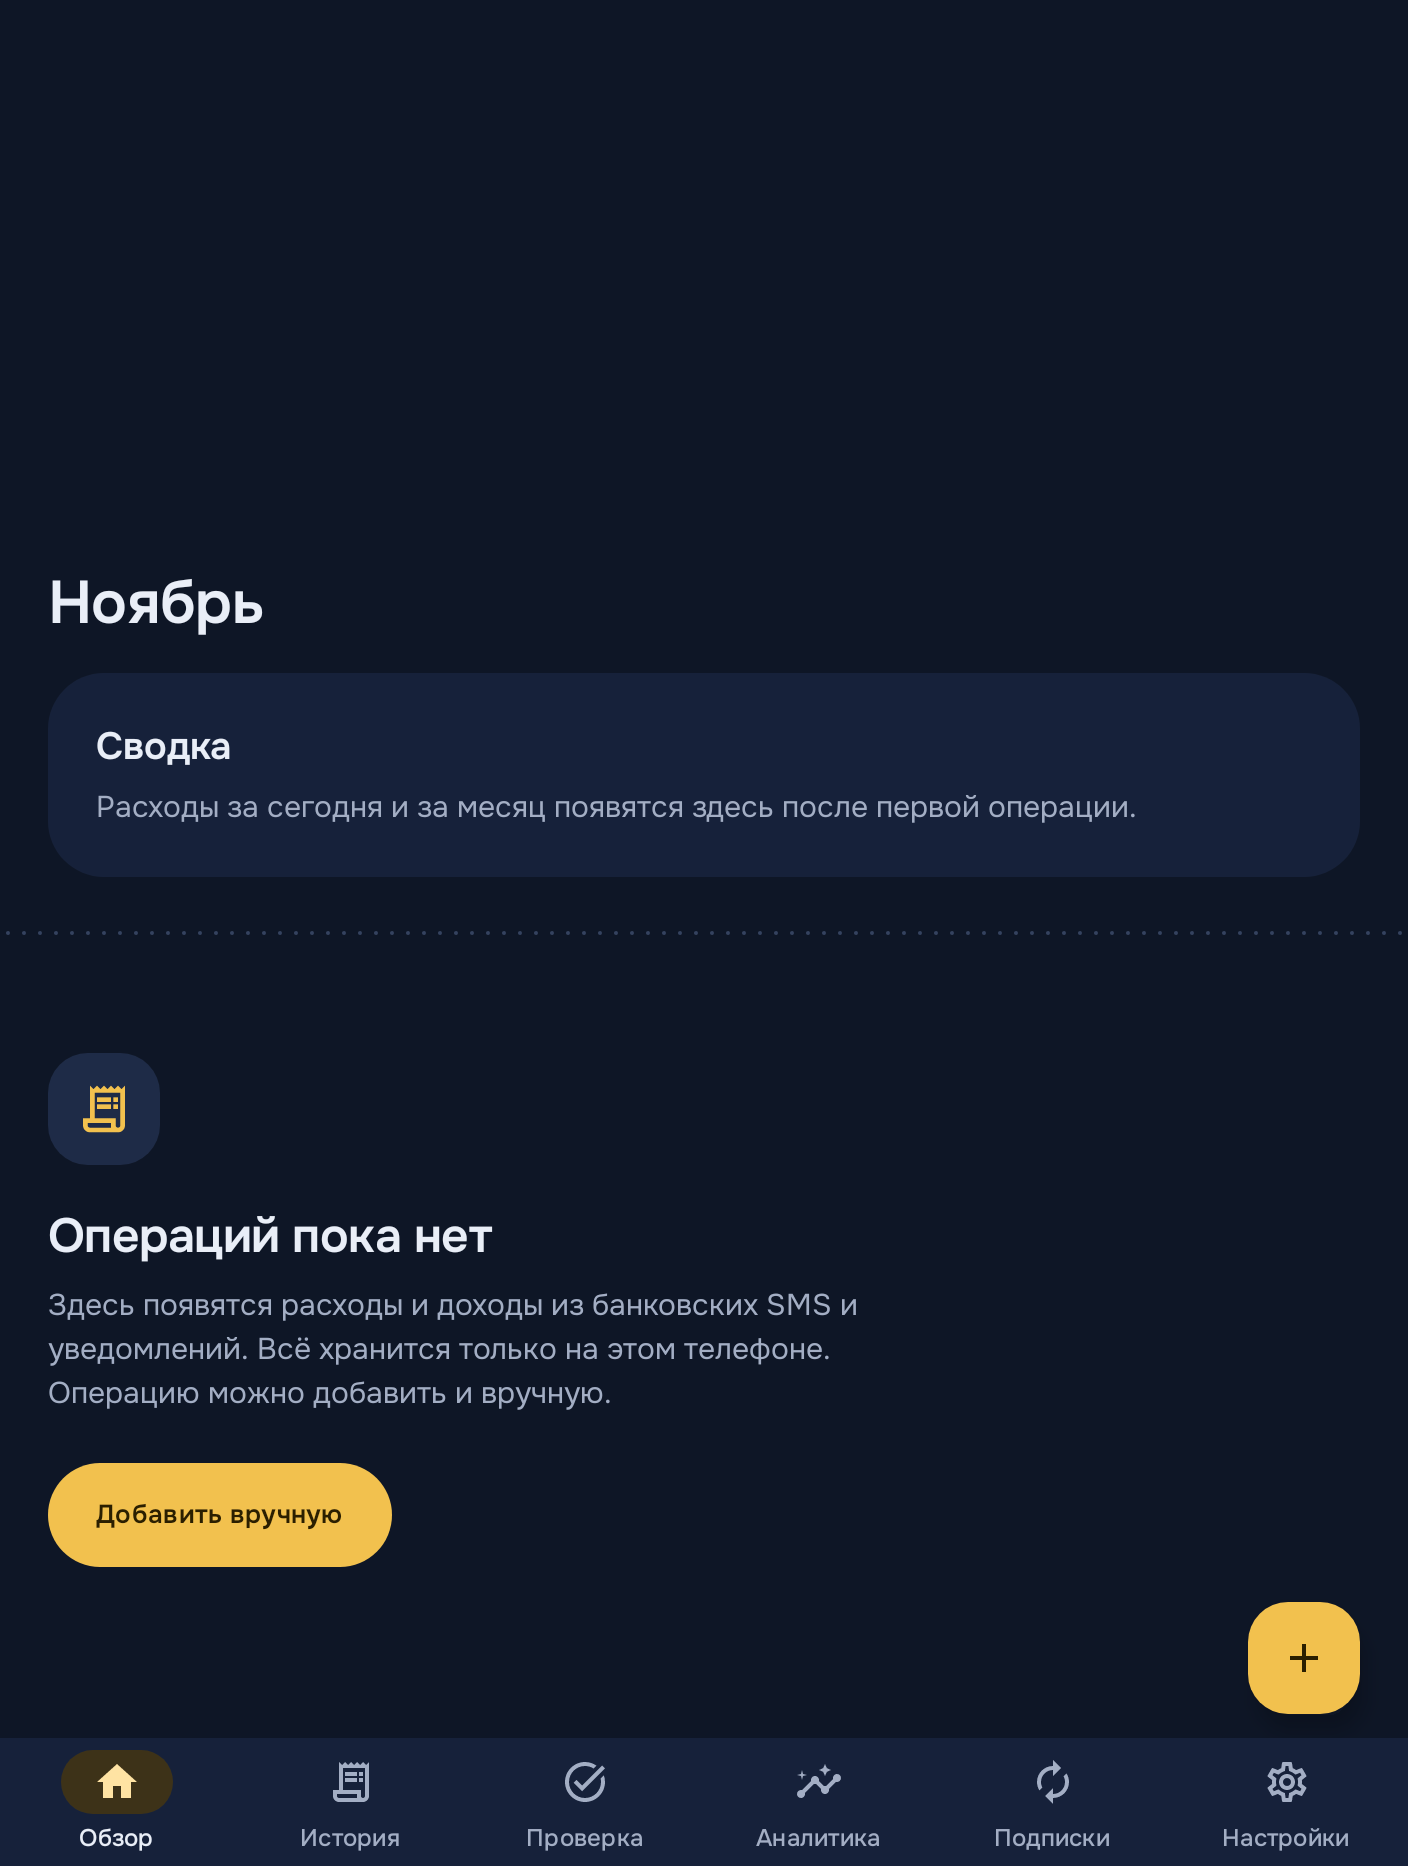 Ноябрь
Сводка
Расходы за сегодня и за месяц появятся здесь после первой операции.
Операций пока нет
Здесь появятся расходы и доходы из банковских SMS и
уведомлений. Всё хранится только на этом телефоне.
Операцию можно добавить и вручную.
Добавить вручную
Обзор
История
Проверка
Аналитика
Подписки
Настройки